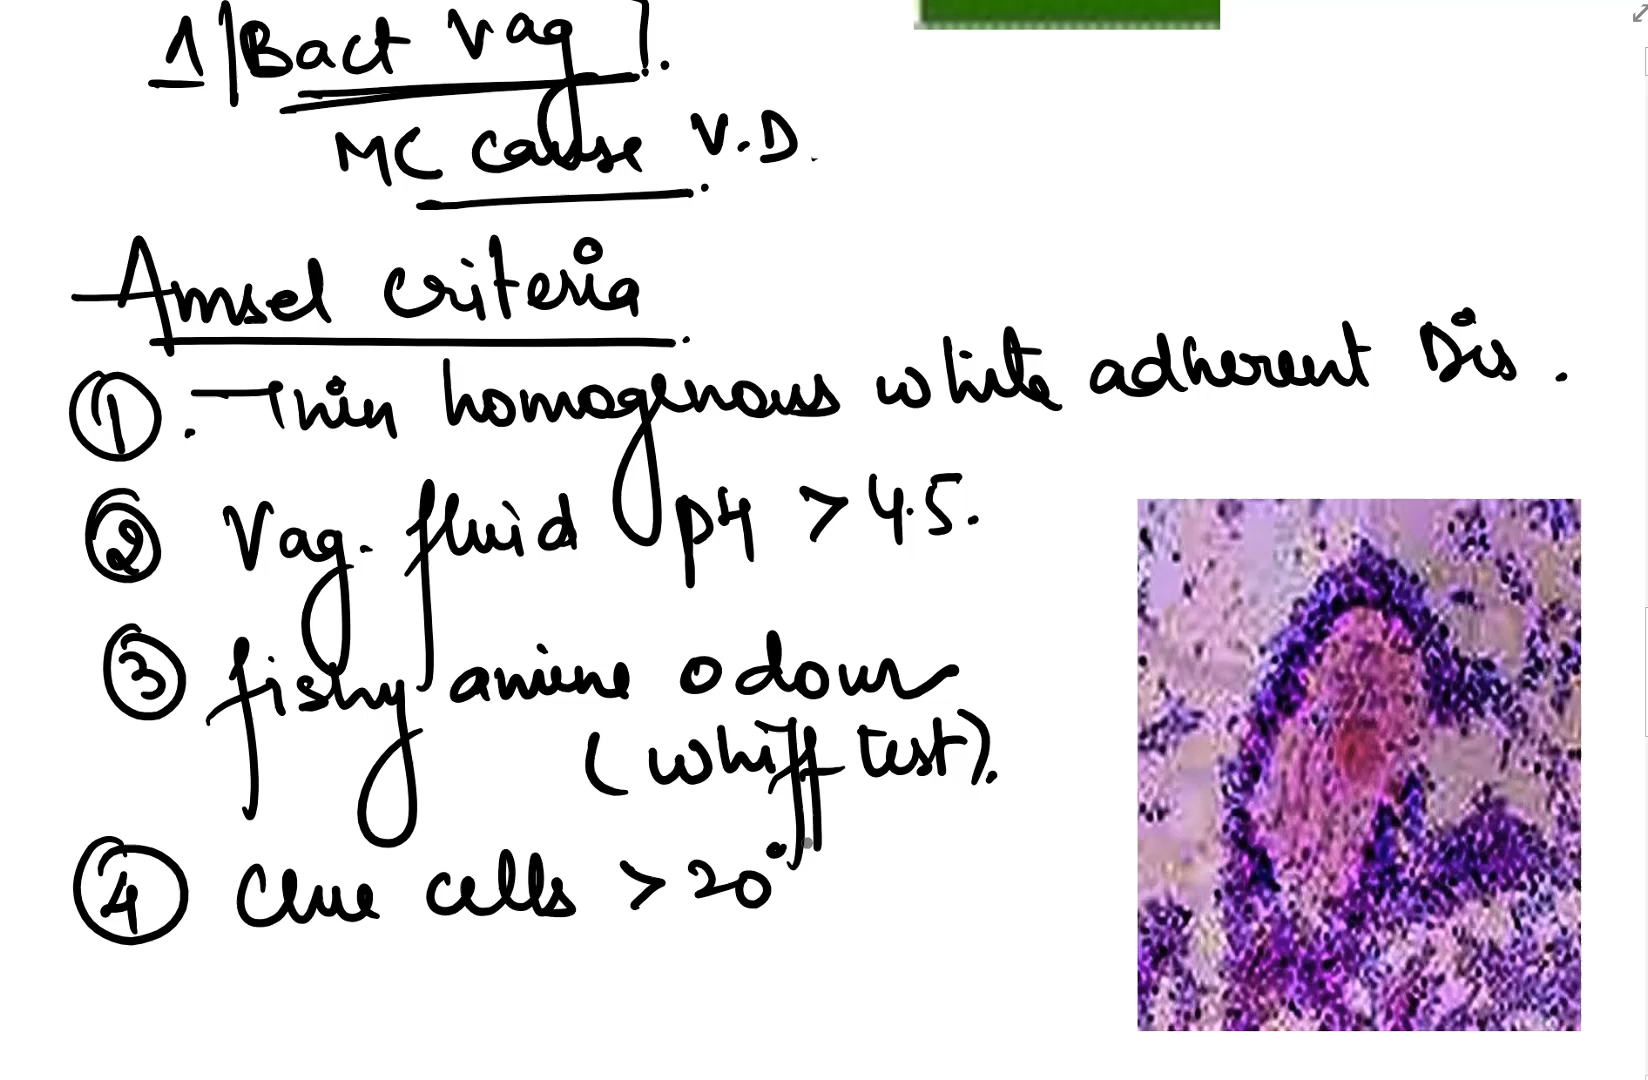 1/Bact Vag
MC cause V.D.
Amsel criteria
① Thin homogenous white adherent Dis.
② Vag. fluid pH > 4.5.
③ fishy amine odour
(whiff test).
④ Clue cells > 20